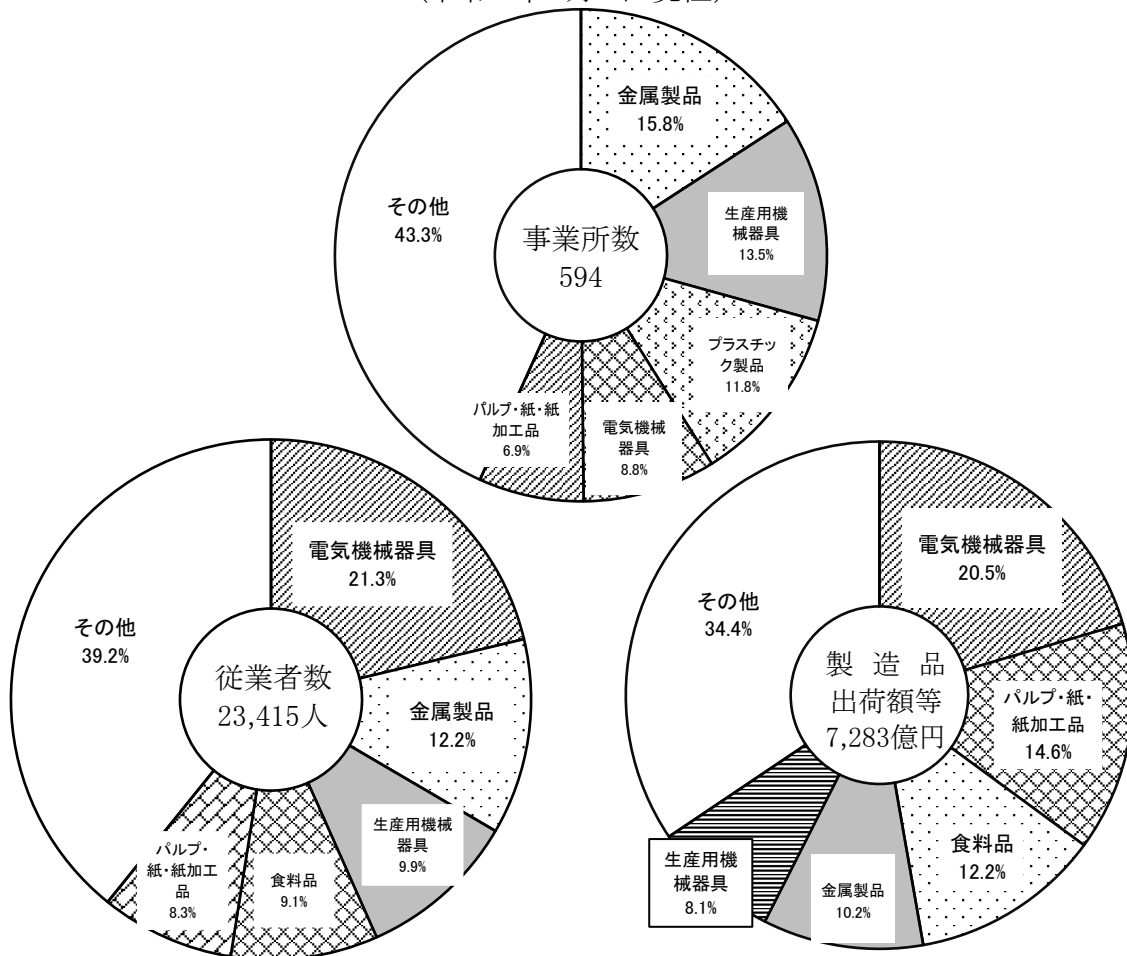 金属製品
15.8%
生産用機
械器具
13.5%
プラスチッ
ク製品
11.8%
電気機械
器具
8.8%
パルプ・紙・紙
加工品
6.9%
その他
43.3%
事業所数
594
電気機械器具
21.3%
金属製品
12.2%
生産用機械
器具
9.9%
食料品
9.1%
パルプ・
紙・紙加工
品
8.3%
その他
39.2%
従業者数
23,415人
電気機械器具
20.5%
パルプ・紙・
紙加工品
14.6%
食料品
12.2%
金属製品
10.2%
生産用機
械器具
8.1%
その他
34.4%
製造品
出荷額等
7,283億円